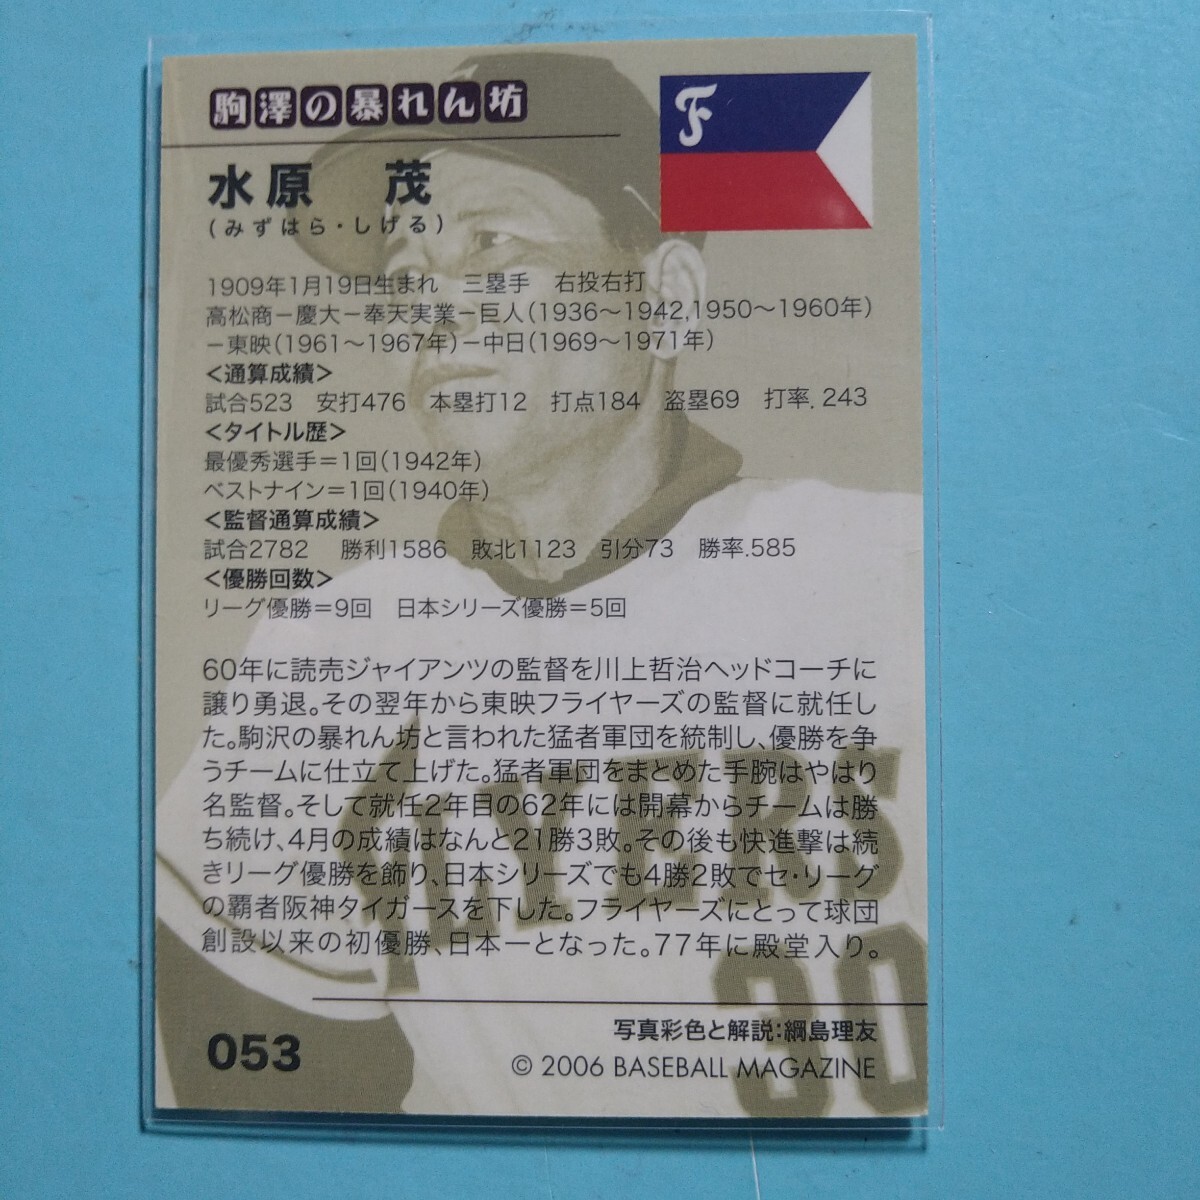 駒澤の暴れん坊
F
水原 茂
(みずはら・しげる)
1909年1月19日生まれ 三塁手 右投右打
高松商−慶大−奉天実業−巨人(1936〜1942,1950〜1960年)
−東映(1961〜1967年)−中日(1969〜1971年)
<通算成績>
試合523 安打476 本塁打12 打点184 盗塁69 打率.243
<タイトル歴>
最優秀選手=1回(1942年)
ベストナイン=1回(1940年)
<監督通算成績>
試合2782 勝利1586 敗北1123 引分73 勝率.585
<優勝回数>
リーグ優勝=9回 日本シリーズ優勝=5回
60年に読売ジャイアンツの監督を川上哲治ヘッドコーチに
譲り勇退。その翌年から東映フライヤーズの監督に就任し
た。駒沢の暴れん坊と言われた猛者軍団を統制し、優勝を争
うチームに仕立て上げた。猛者軍団をまとめた手腕はやはり
名監督。そして就任2年目の62年には開幕からチームは勝
ち続け、4月の成績はなんと21勝3敗。その後も快進撃は続
きリーグ優勝を飾り、日本シリーズでも4勝2敗でセ・リーグ
の覇者阪神タイガースを下した。フライヤーズにとって球団
創設以来の初優勝、日本一となった。77年に殿堂入り。
LYERS
30
写真彩色と解説:綱島理友
053
© 2006 BASEBALL MAGAZINE